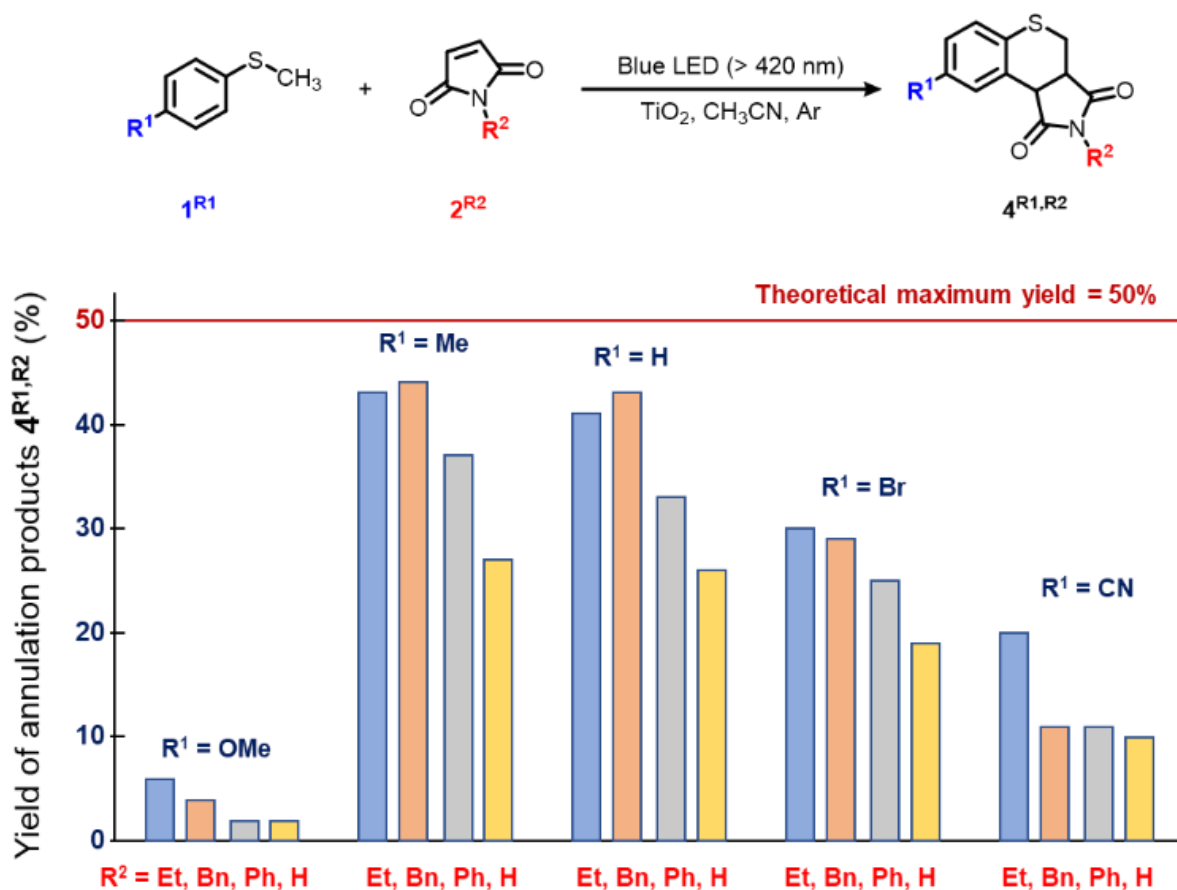 S
CH₃
R¹
+
O
N
O
R²
Blue LED (> 420 nm)
TiO₂, CH₃CN, Ar
S
R¹
O
N
O
R²
1ᴿ¹
2ᴿ²
4ᴿ¹,ᴿ²
Yield of annulation products 4ᴿ¹,ᴿ² (%)
Theoretical maximum yield = 50%
50
40
30
20
10
0
R¹ = OMe
R¹ = Me
R¹ = H
R¹ = Br
R¹ = CN
R² = Et, Bn, Ph, H
Et, Bn, Ph, H
Et, Bn, Ph, H
Et, Bn, Ph, H
Et, Bn, Ph, H